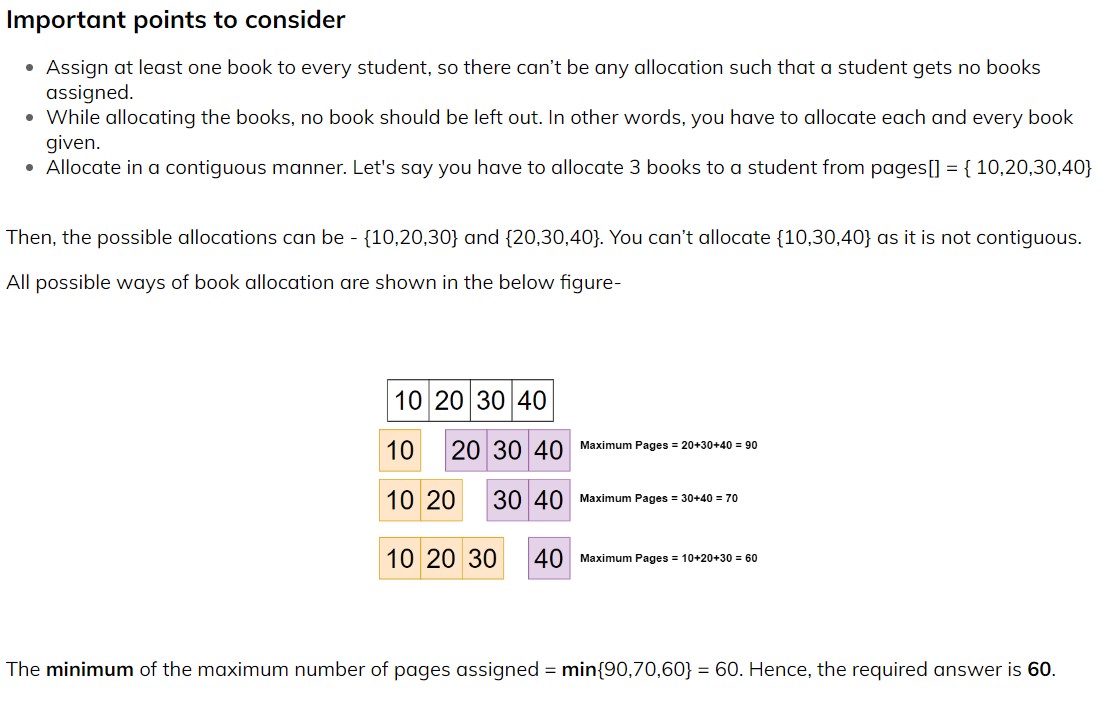 Important points to consider
• Assign at least one book to every student, so there can’t be any allocation such that a student gets no books
assigned.
• While allocating the books, no book should be left out. In other words, you have to allocate each and every book
given.
• Allocate in a contiguous manner. Let's say you have to allocate 3 books to a student from pages[] = { 10,20,30,40}
Then, the possible allocations can be - {10,20,30} and {20,30,40}. You can’t allocate {10,30,40} as it is not contiguous.
All possible ways of book allocation are shown in the below figure-
10 20 30 40
10 20 30 40 Maximum Pages = 20+30+40 = 90
10 20 30 40 Maximum Pages = 30+40 = 70
10 20 30 40 Maximum Pages = 10+20+30 = 60
The minimum of the maximum number of pages assigned = min{90,70,60} = 60. Hence, the required answer is 60.